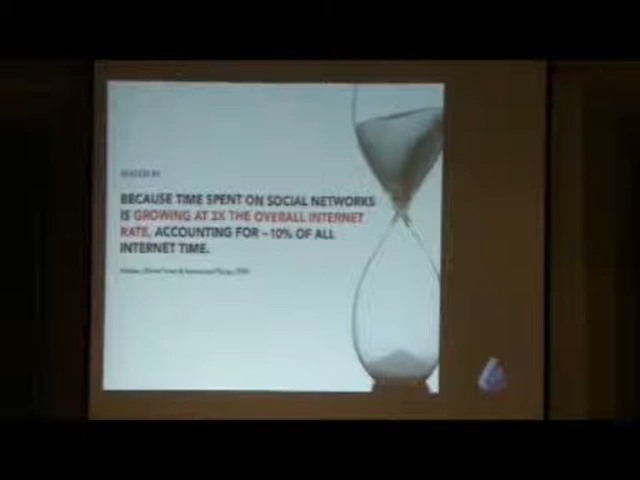 BECAUSE TIME SPENT ON SOCIAL NETWORKS
IS GROWING AT 3X THE OVERALL INTERNET
RATE, ACCOUNTING FOR ~10% OF ALL
INTERNET TIME.